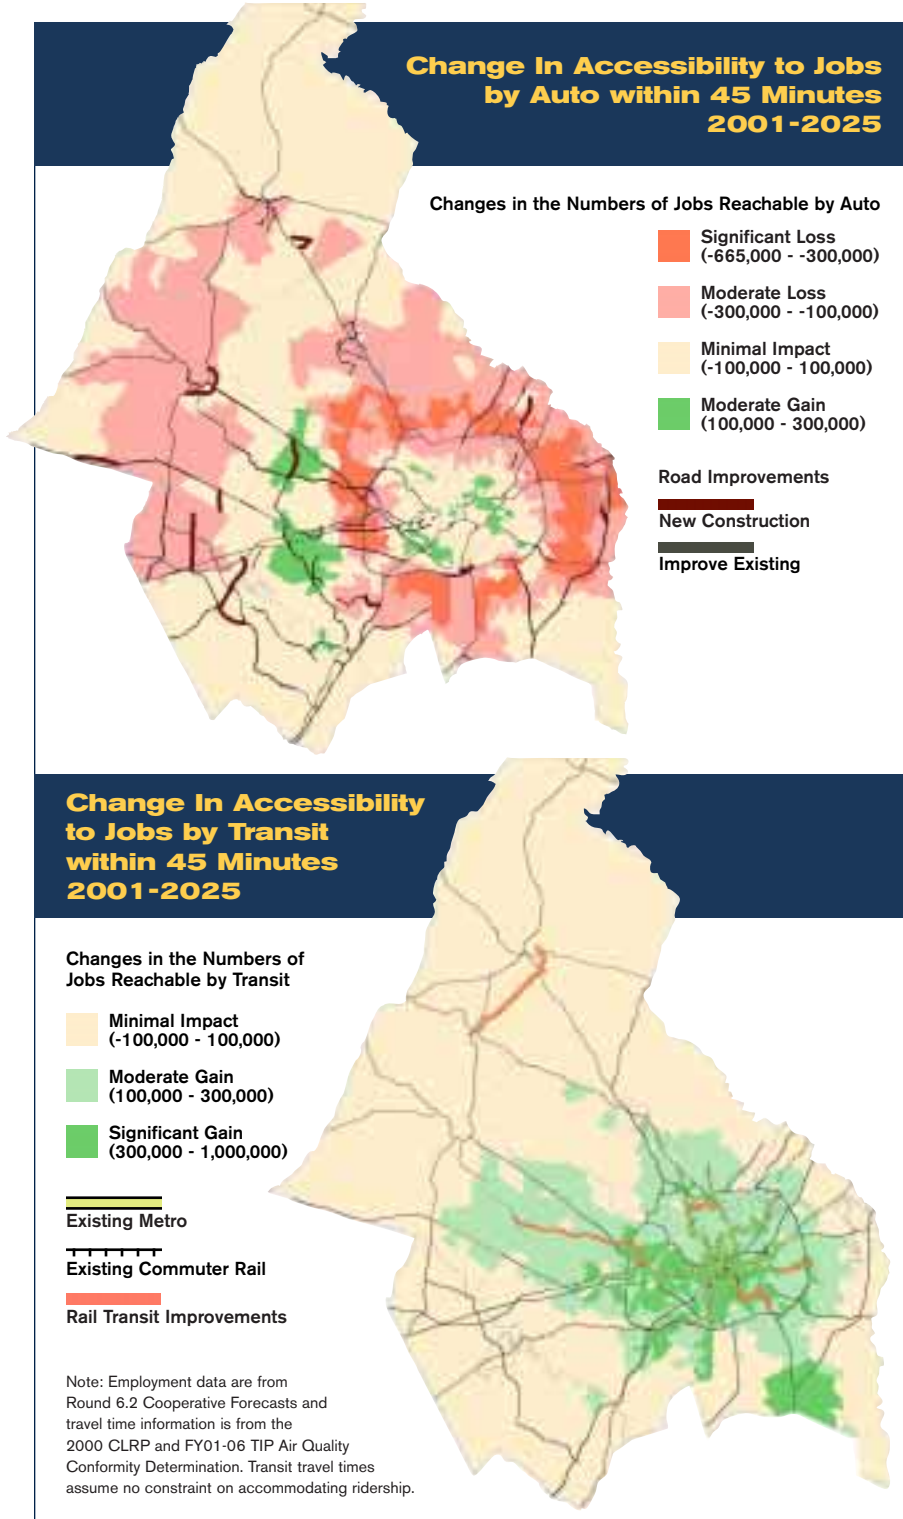 Change In Accessibility to Jobs
by Auto within 45 Minutes
2001-2025
Changes in the Numbers of Jobs Reachable by Auto
Significant Loss
(-665,000 - -300,000)
Moderate Loss
(-300,000 - -100,000)
Minimal Impact
(-100,000 - 100,000)
Moderate Gain
(100,000 - 300,000)
Road Improvements
New Construction
Improve Existing
Change In Accessibility
to Jobs by Transit
within 45 Minutes
2001-2025
Changes in the Numbers of
Jobs Reachable by Transit
Minimal Impact
(-100,000 - 100,000)
Moderate Gain
(100,000 - 300,000)
Significant Gain
(300,000 - 1,000,000)
Existing Metro
Existing Commuter Rail
Rail Transit Improvements
Note: Employment data are from
Round 6.2 Cooperative Forecasts and
travel time information is from the
2000 CLRP and FY01-06 TIP Air Quality
Conformity Determination. Transit travel times
assume no constraint on accommodating ridership.